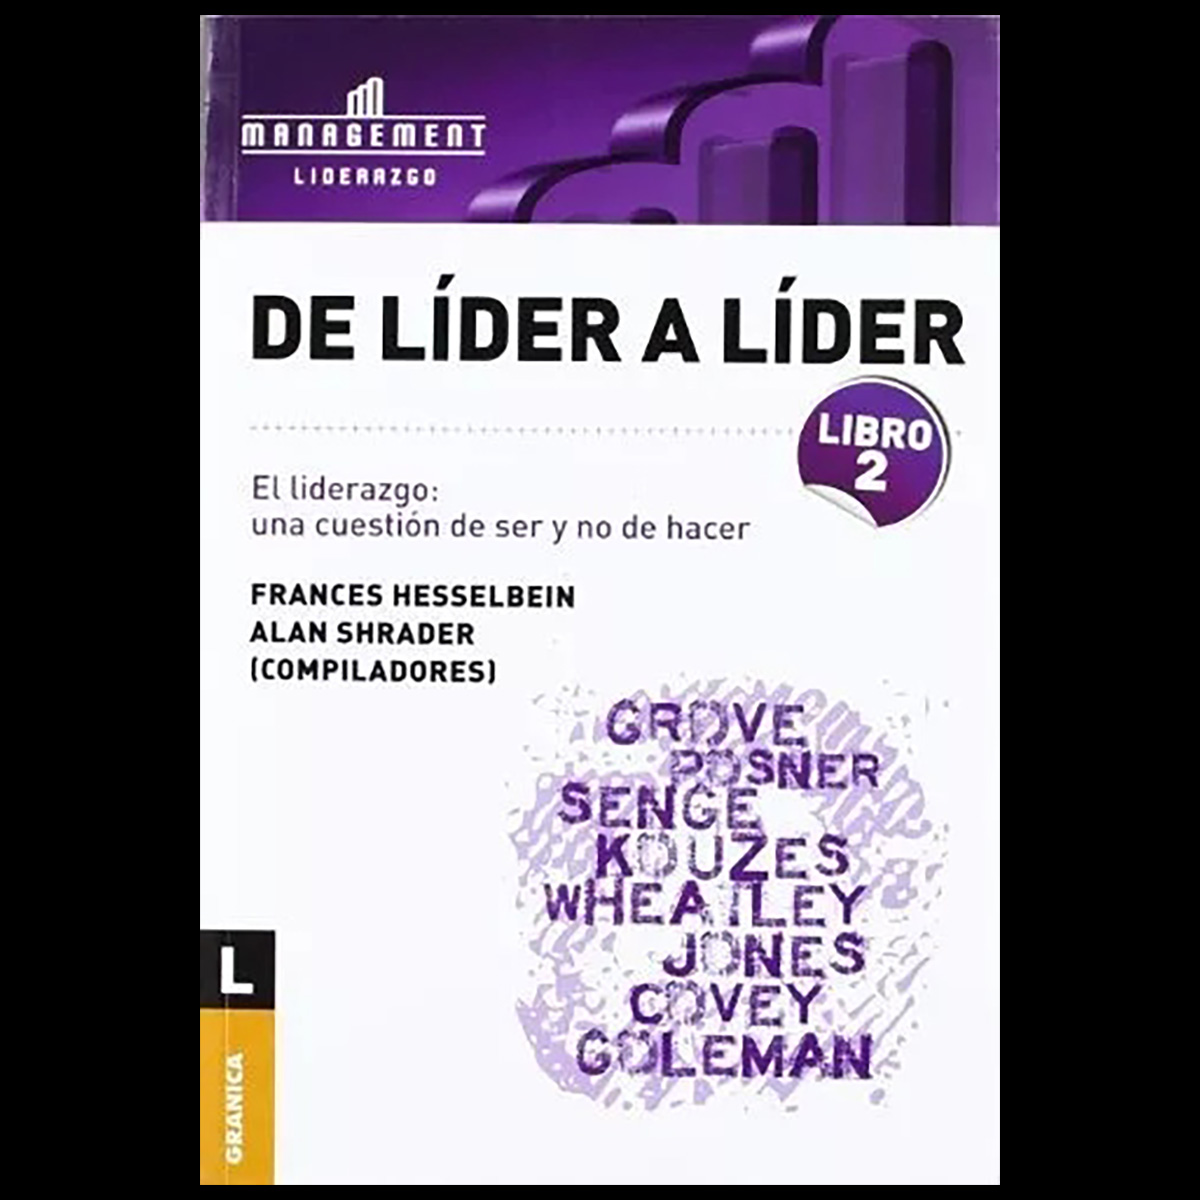 MANAGEMENT
LIDERAZGO
DE LÍDER A LÍDER
LIBRO
2
El liderazgo:
una cuestión de ser y no de hacer
FRANCES HESSELBEIN
ALAN SHRADER
(COMPILADORES)
GROVE
POSNER
SENGE
KOUZES
WHEATLEY
JONES
COVEY
GOLEMAN
L
GRANICA